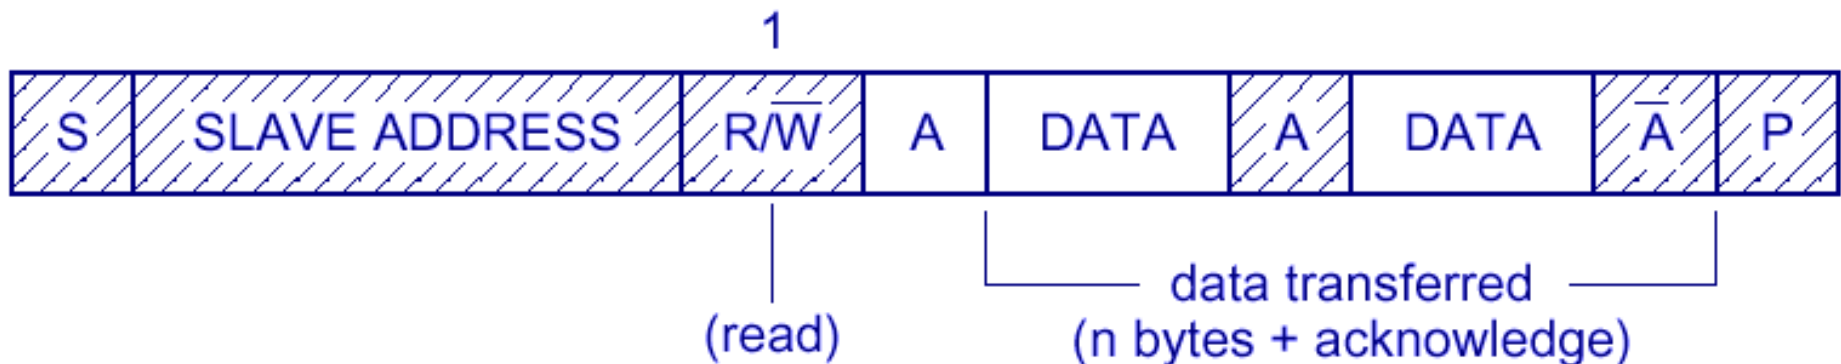 1
S SLAVE ADDRESS R/W̅ A DATA A DATA A̅ P
data transferred
(read) (n bytes + acknowledge)